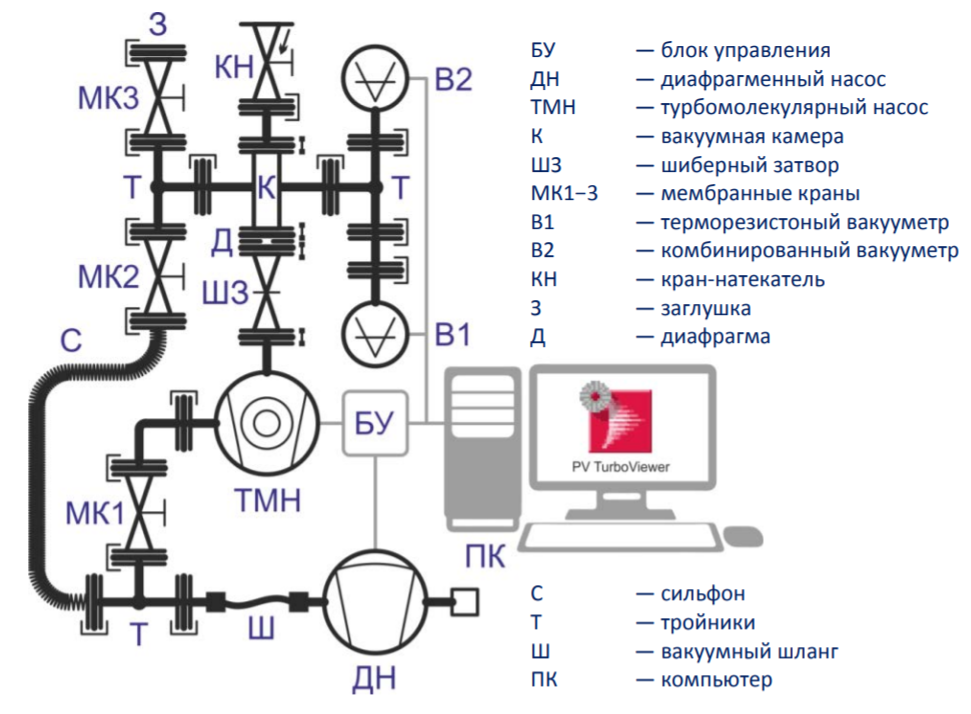 З
КН
В2
МК3
Т
К
Т
Д
МК2
ШЗ
С
В1
БУ
ТМН
МК1
PV TurboViewer
ПК
Т
Ш
ДН
БУ — блок управления
ДН — диафрагменный насос
ТМН — турбомолекулярный насос
К — вакуумная камера
ШЗ — шиберный затвор
МК1−3 — мембранные краны
В1 — терморезистоный вакууметр
В2 — комбинированный вакууметр
КН — кран-натекатель
З — заглушка
Д — диафрагма
С — сильфон
Т — тройники
Ш — вакуумный шланг
ПК — компьютер